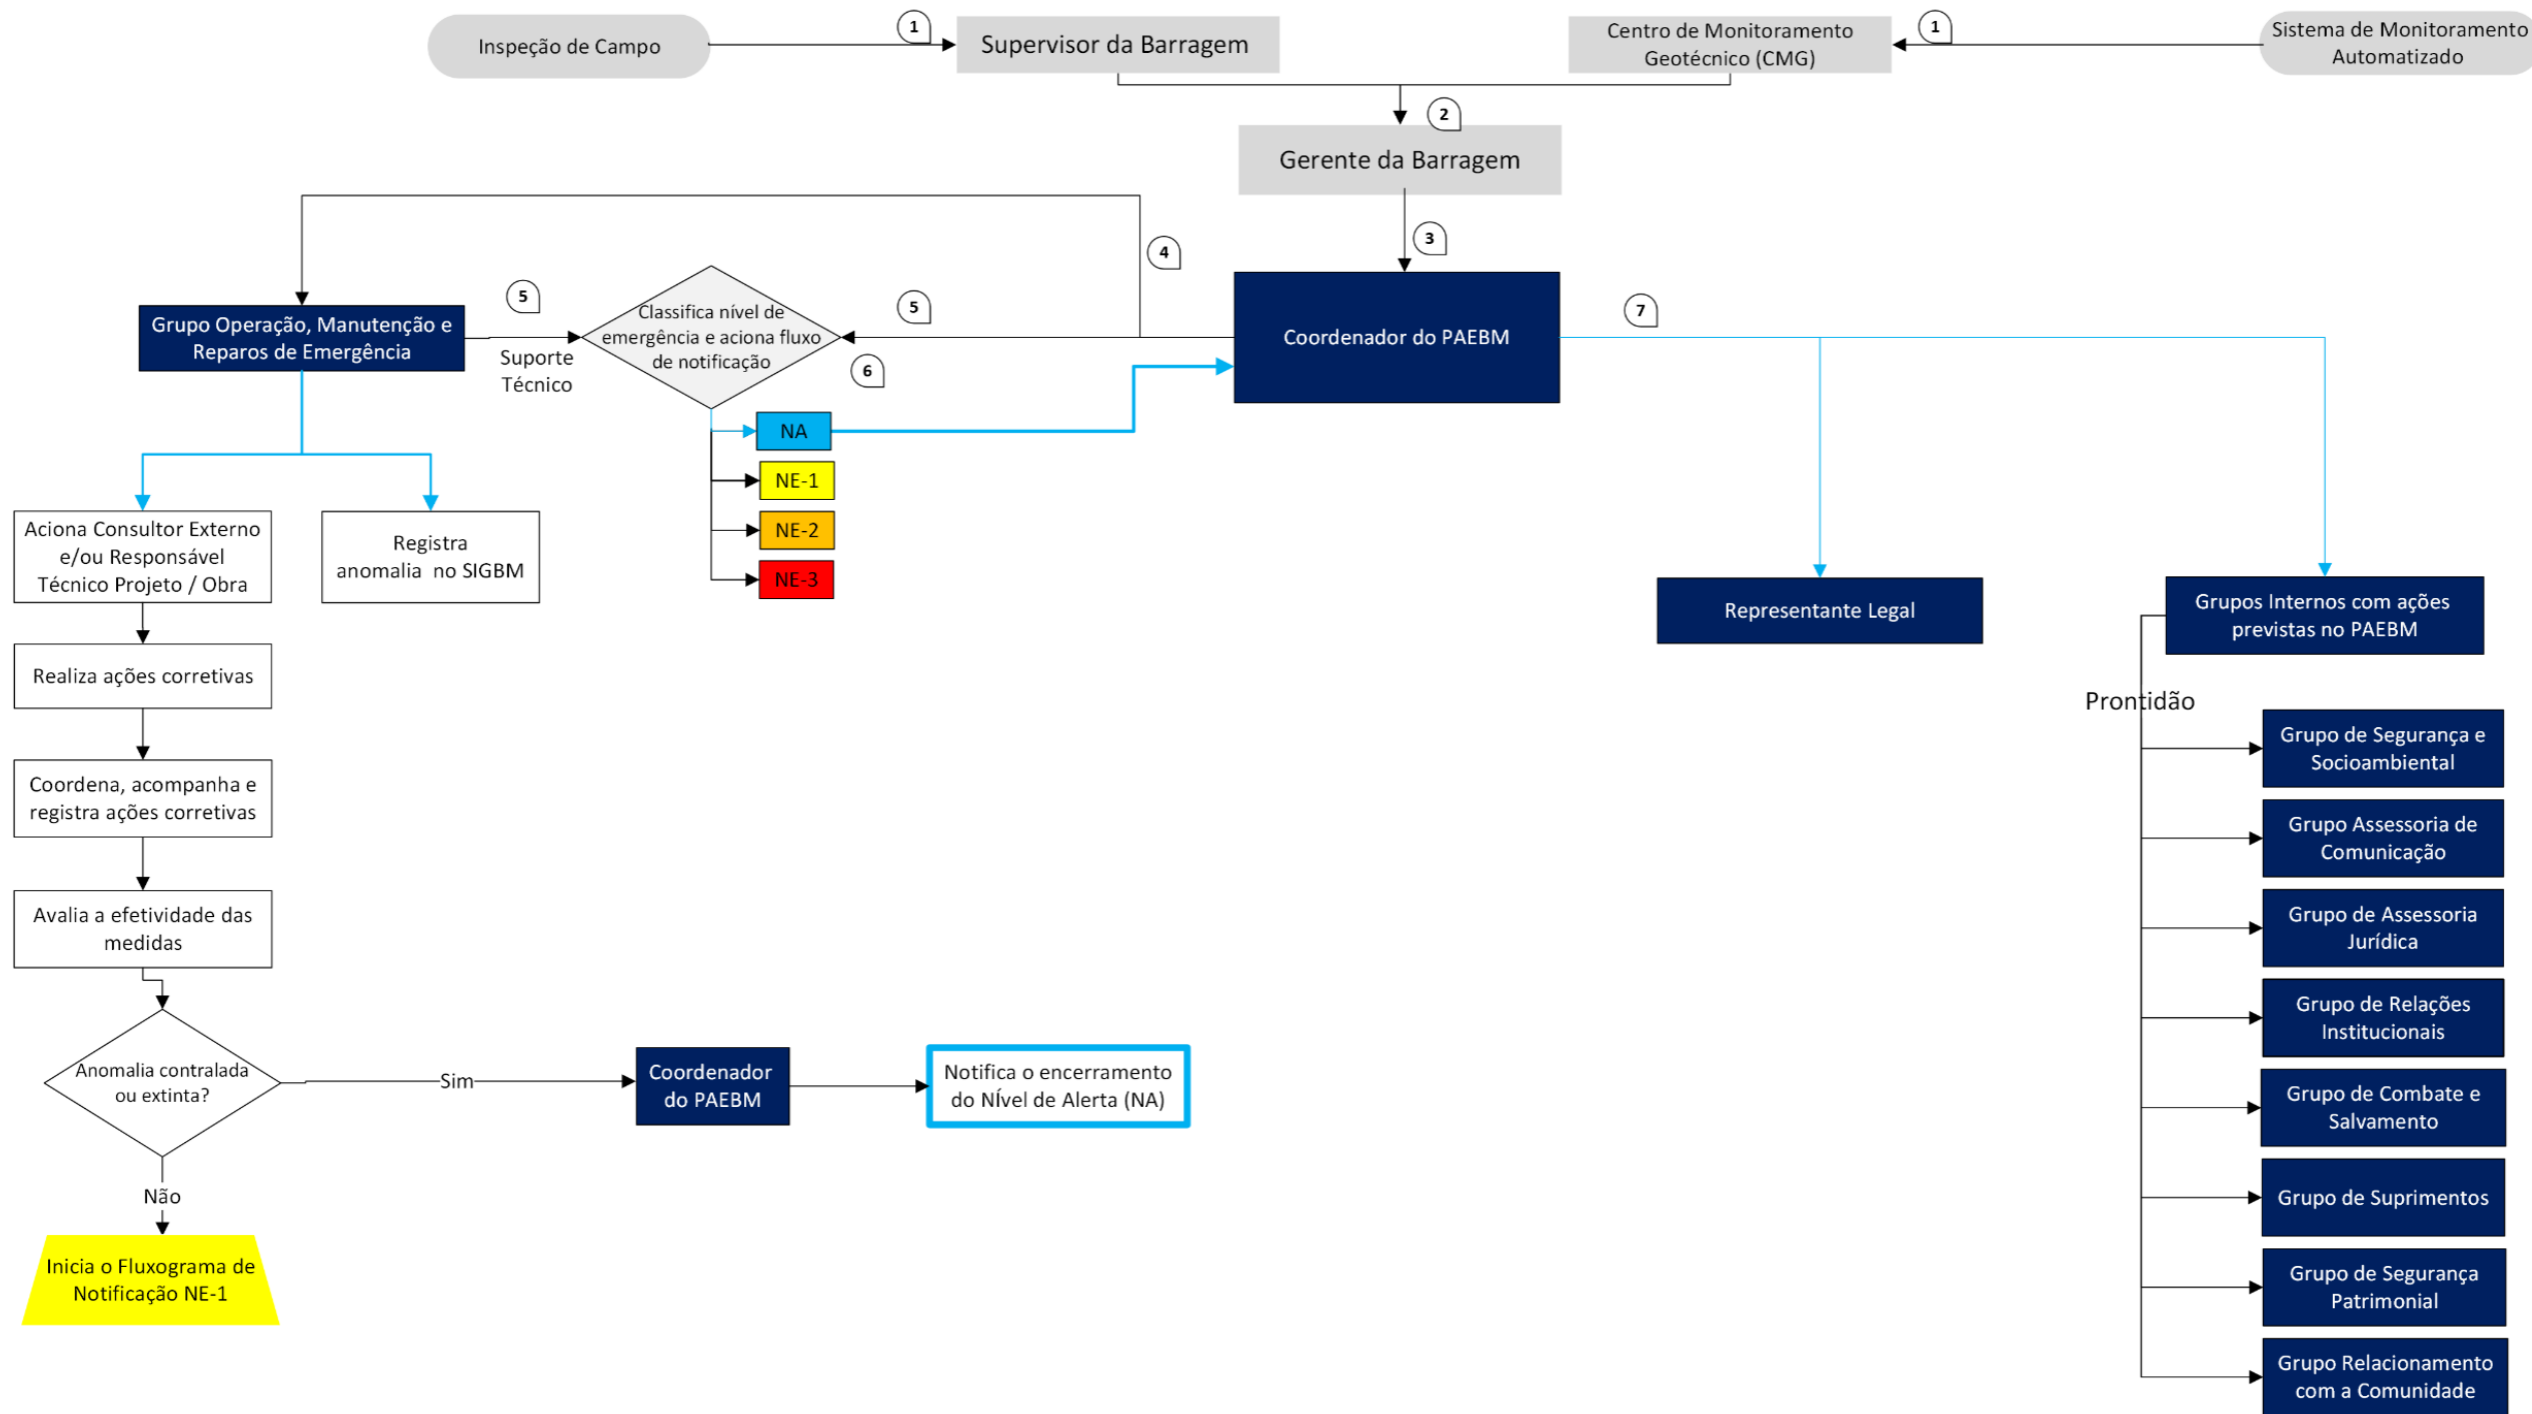 Inspeção de Campo
1
Supervisor da Barragem
Centro de Monitoramento
Geotécnico (CMG)
1
Sistema de Monitoramento
Automatizado
2
Gerente da Barragem
3
4
Grupo Operação, Manutenção e
Reparos de Emergência
5
Suporte
Técnico
Classifica nível de
emergência e aciona fluxo
de notificação
5
6
Coordenador do PAEBM
7
NA
NE-1
NE-2
NE-3
Aciona Consultor Externo
e/ou Responsável
Técnico Projeto / Obra
Registra
anomalia no SIGBM
Representante Legal
Grupos Internos com ações
previstas no PAEBM
Realiza ações corretivas
Prontidão
Grupo de Segurança e
Socioambiental
Coordena, acompanha e
registra ações corretivas
Grupo Assessoria de
Comunicação
Avalia a efetividade das
medidas
Grupo de Assessoria
Jurídica
Grupo de Relações
Institucionais
Anomalia contralada
ou extinta?
Sim
Coordenador
do PAEBM
Notifica o encerramento
do NÍvel de Alerta (NA)
Grupo de Combate e
Salvamento
Não
Grupo de Suprimentos
Inicia o Fluxograma de
Notificação NE-1
Grupo de Segurança
Patrimonial
Grupo Relacionamento
com a Comunidade